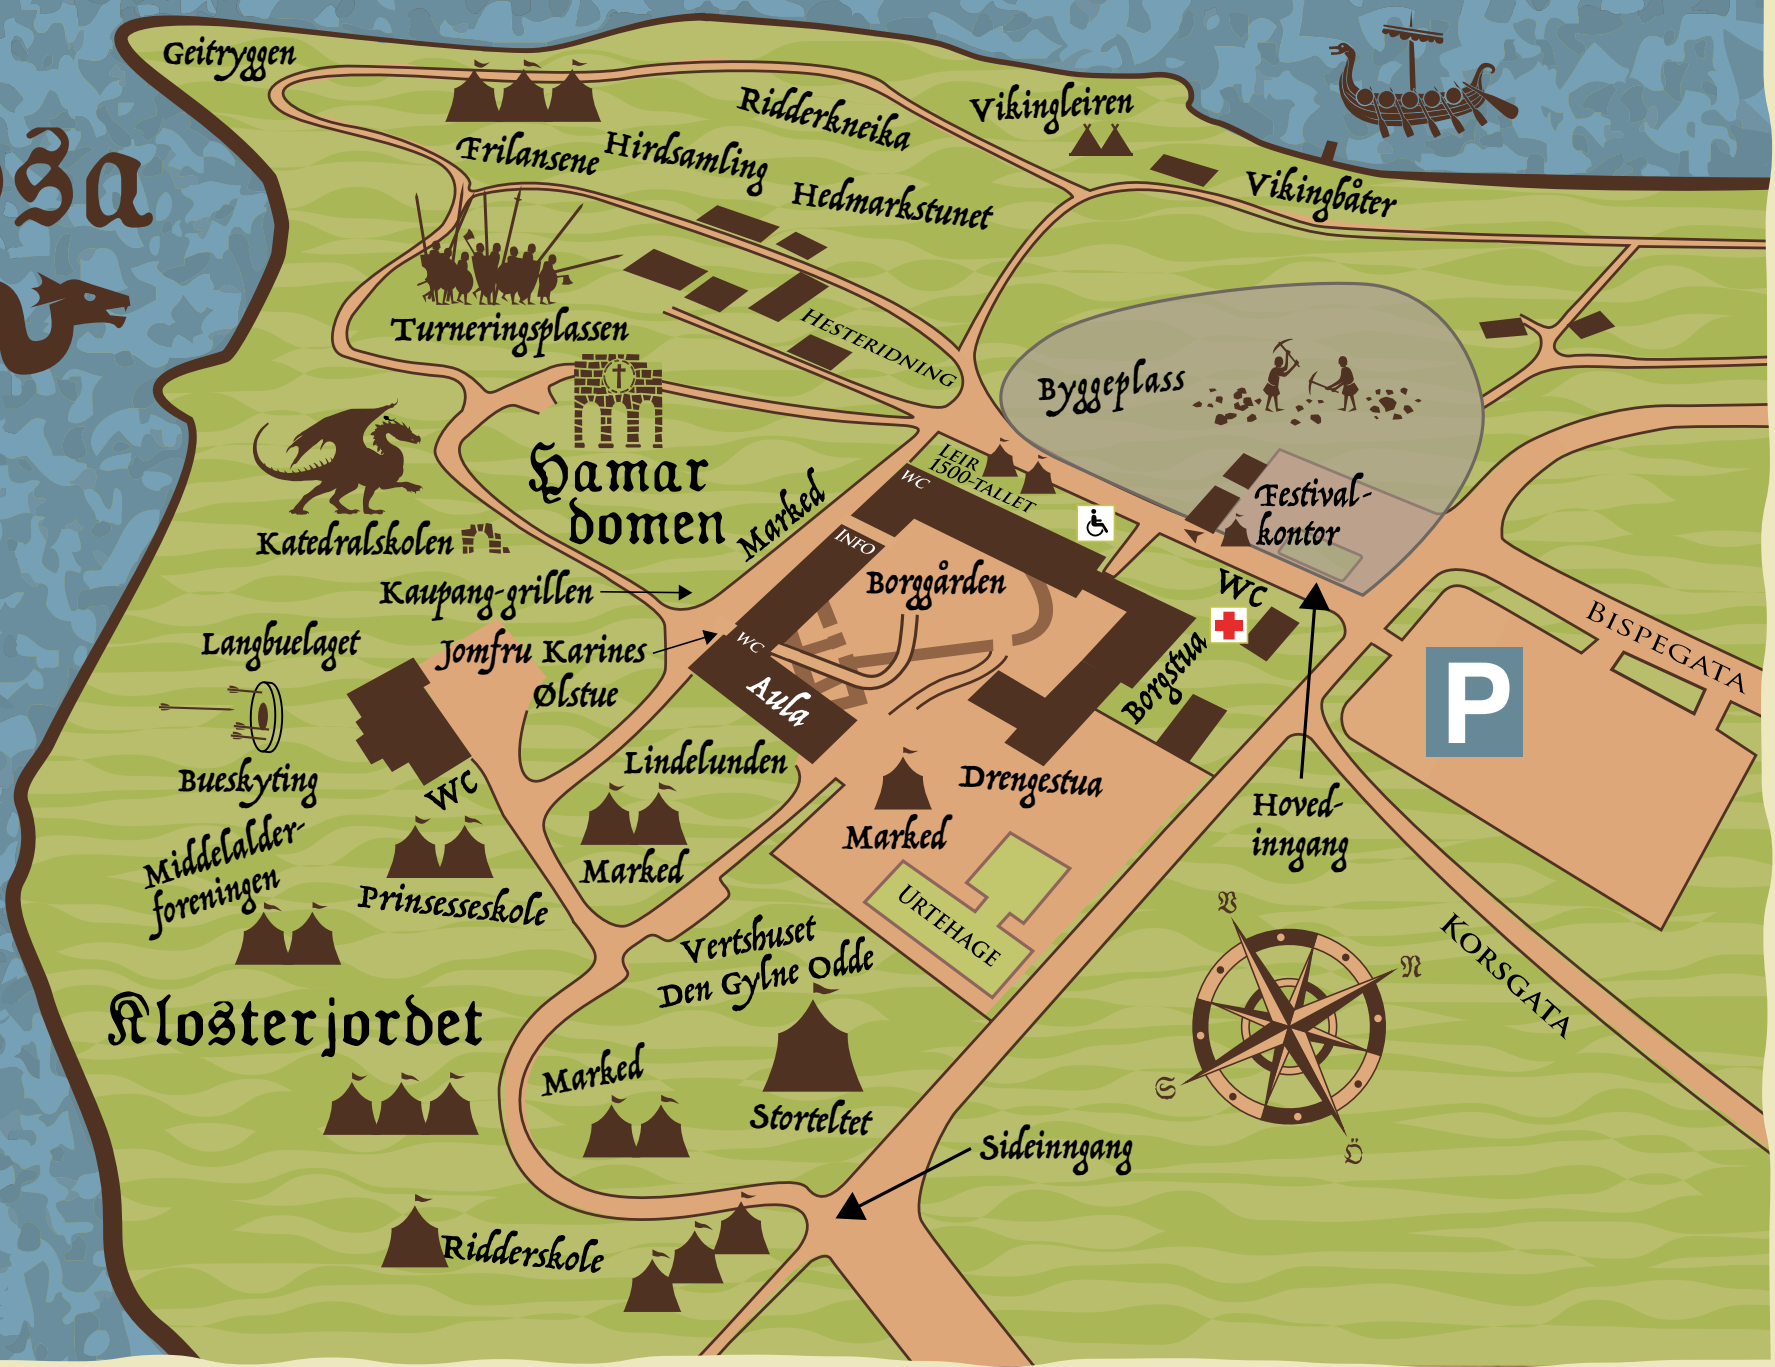 Geitryggen
Frilansene
Hirdsamling
Ridderkneika
Hedmarkstunet
Vikingleiren
Vikingbåter
sa
Turneringsplassen
HESTERIDNING
Byggeplass
Hamar
domen
Marked
LEIR
1500-TALLET
WC
INFO
Festival-
kontor
Katedralskolen
Kaupang-grillen
Borggården
WC
BISPEGATA
Langbuelaget
Jomfru Karines
Ølstue
WC
Aula
Borgstua
P
Bueskyting
WC
Lindelunden
Marked
Drengestua
Marked
Hoved-
inngang
Middelalder-
foreningen
Prinsesseskole
URTEHAGE
KORSGATA
Vertshuset
Den Gylne Odde
V
N
S
Ö
Klosterjordet
Marked
Storteltet
Sideinngang
Ridderskole